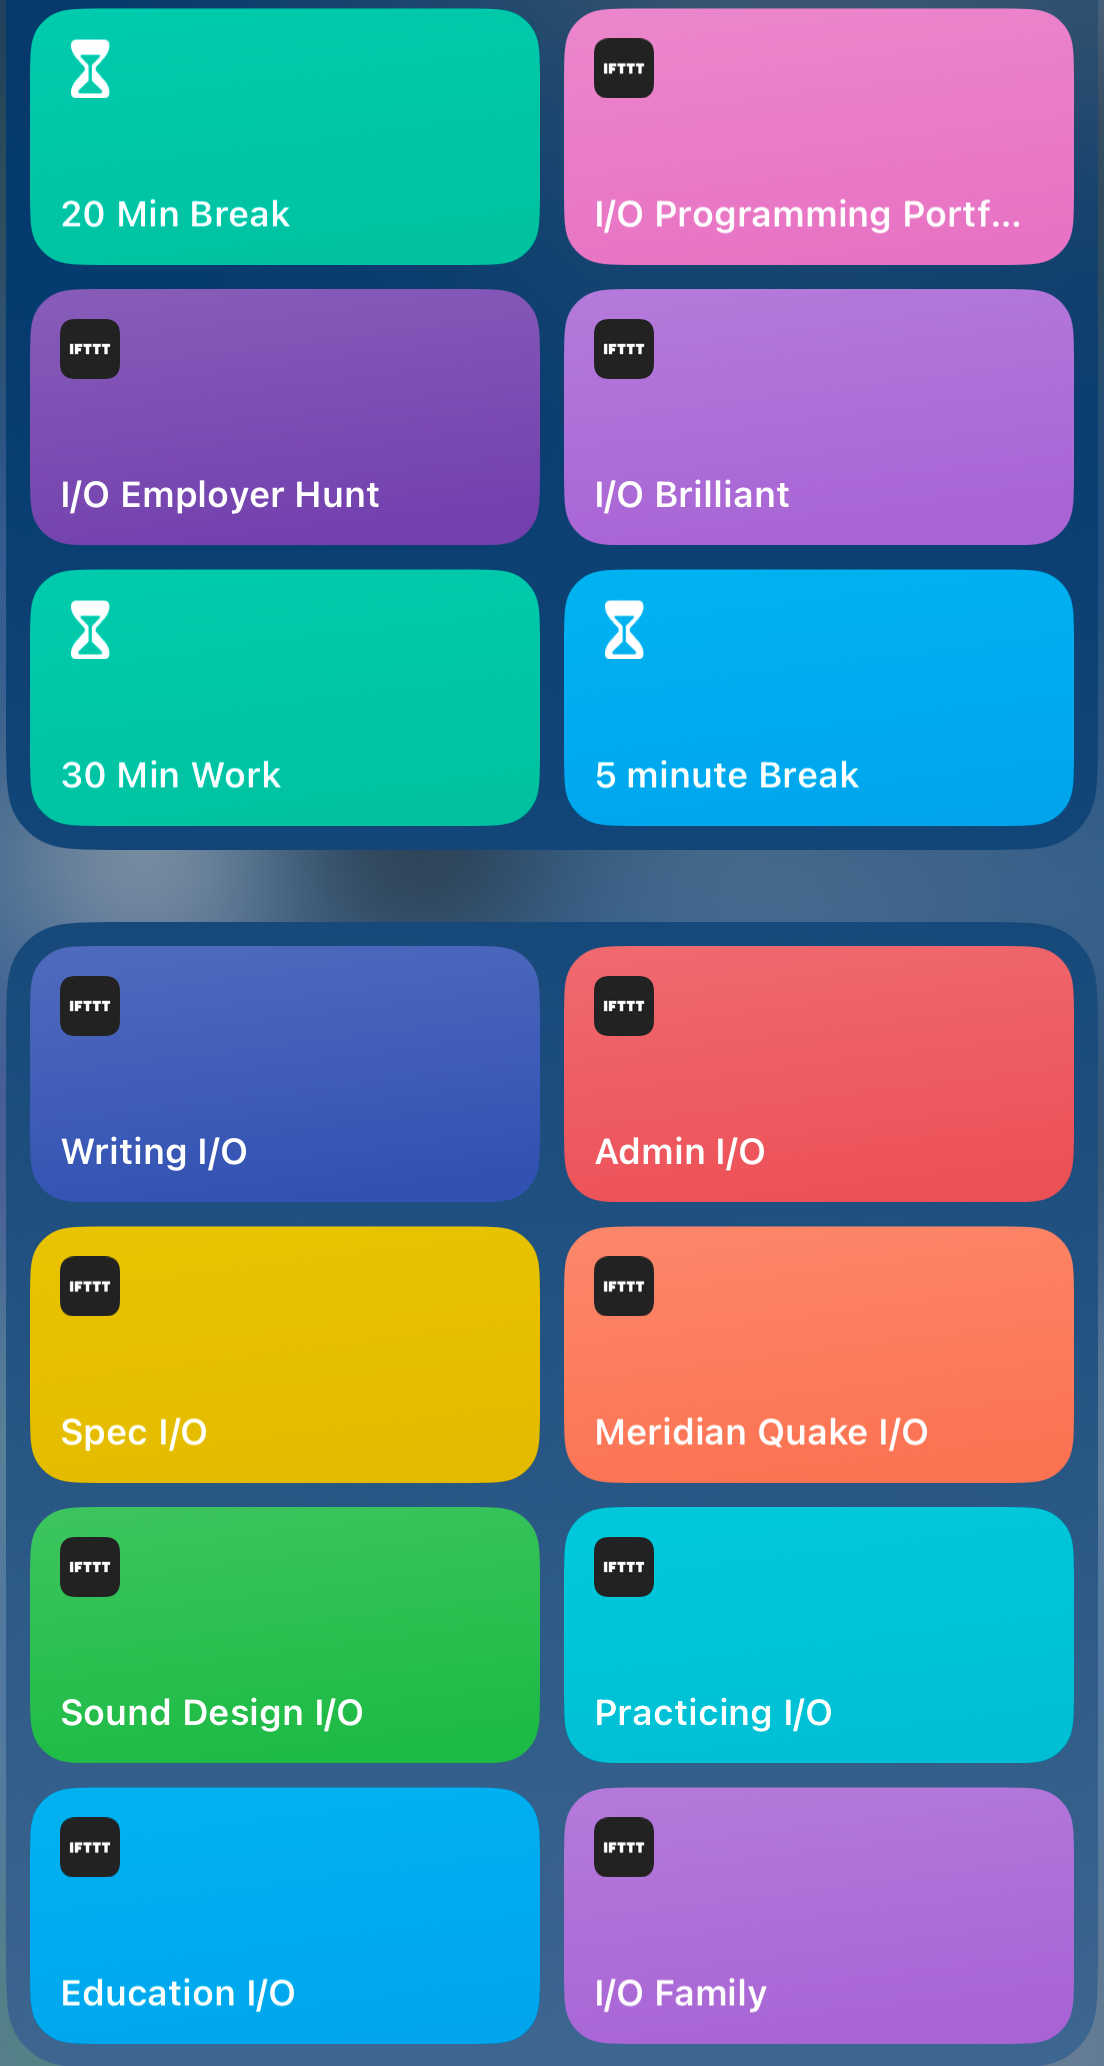 20 Min Break
IFTTT
I/O Programming Portf...
IFTTT
I/O Employer Hunt
IFTTT
I/O Brilliant
30 Min Work
5 minute Break
IFTTT
Writing I/O
IFTTT
Admin I/O
IFTTT
Spec I/O
IFTTT
Meridian Quake I/O
IFTTT
Sound Design I/O
IFTTT
Practicing I/O
IFTTT
Education I/O
IFTTT
I/O Family